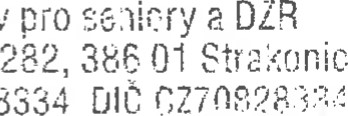 y pro seniory a DZR
282, 386 01 Strakonic
8334 DIČ CZ70828334